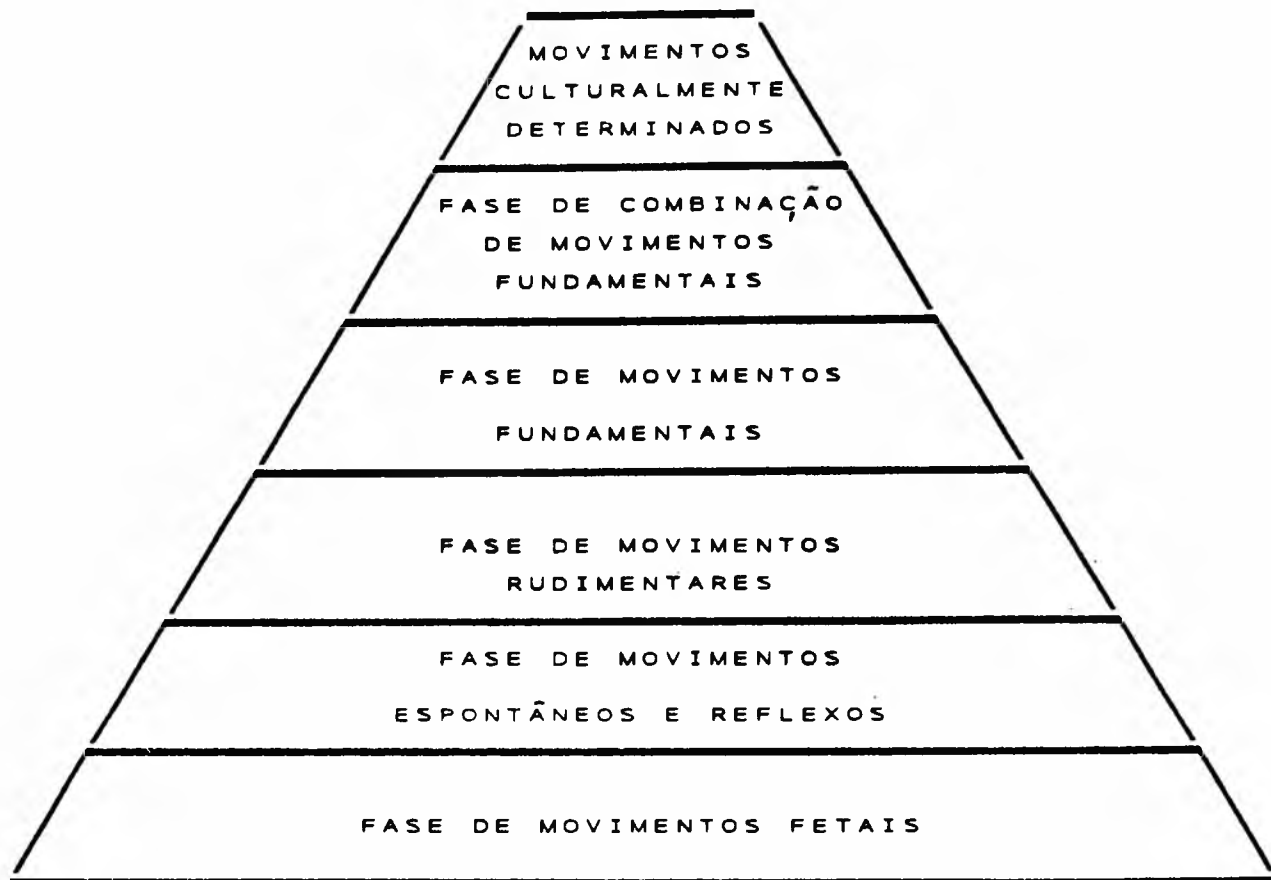 MOVIMENTOS
CULTURALMENTE
DETERMINADOS
FASE DE COMBINAÇÃO
DE MOVIMENTOS
FUNDAMENTAIS
FASE DE MOVIMENTOS
FUNDAMENTAIS
FASE DE MOVIMENTOS
RUDIMENTARES
FASE DE MOVIMENTOS
ESPONTÂNEOS E REFLEXOS
FASE DE MOVIMENTOS FETAIS